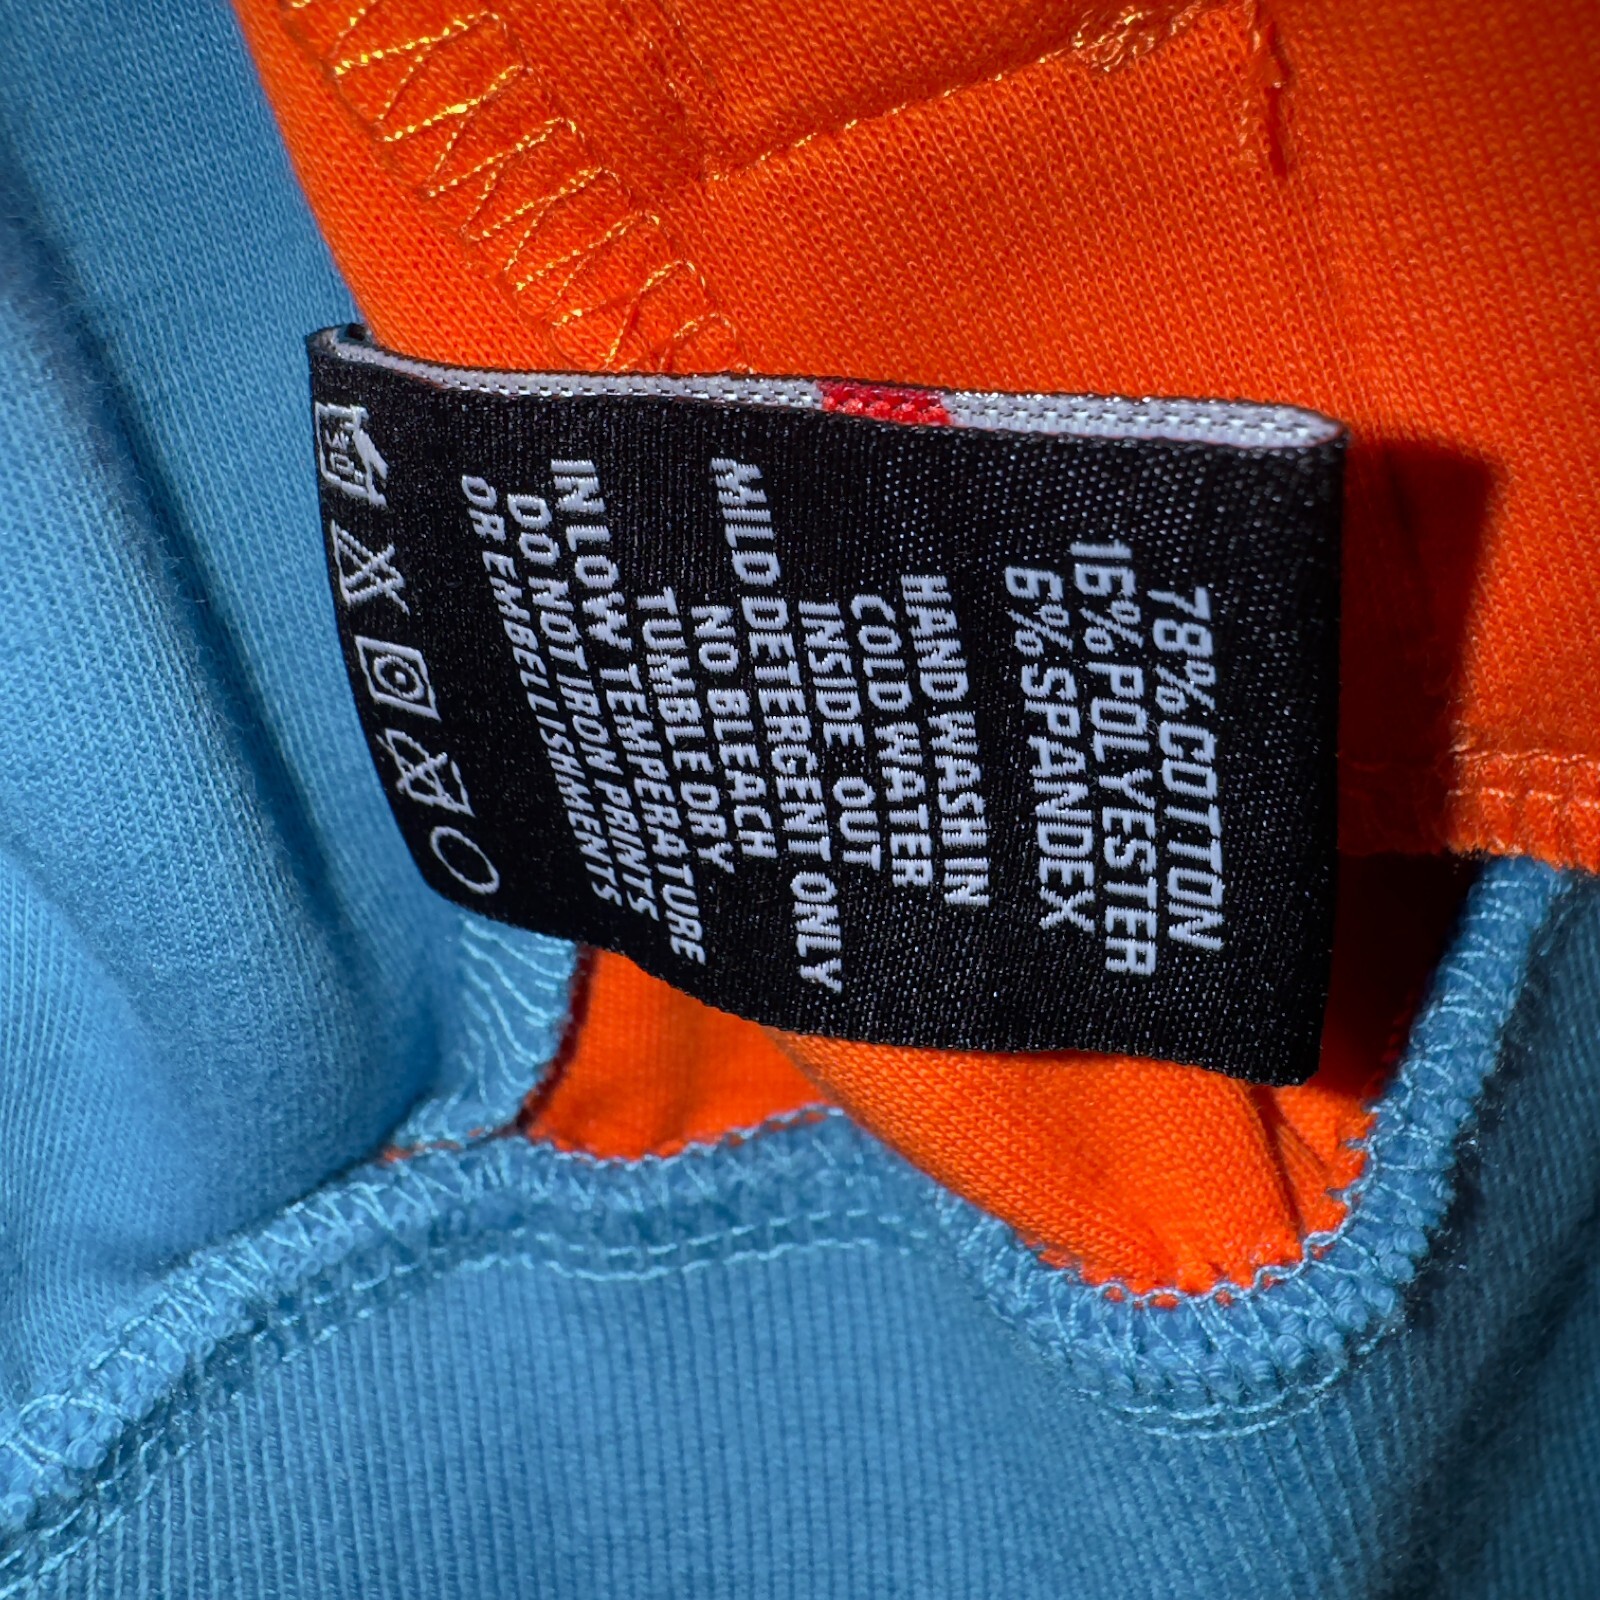 78% COTTON
16% POLYESTER
6% SPANDEX
HAND WASH IN
COLD WATER
INSIDE OUT
MILD DETERGENT ONLY
NO BLEACH
TUMBLE DRY
IN LOW TEMPERATURE
DO NOT IRON PRINTS
OR EMBELLISHMENTS